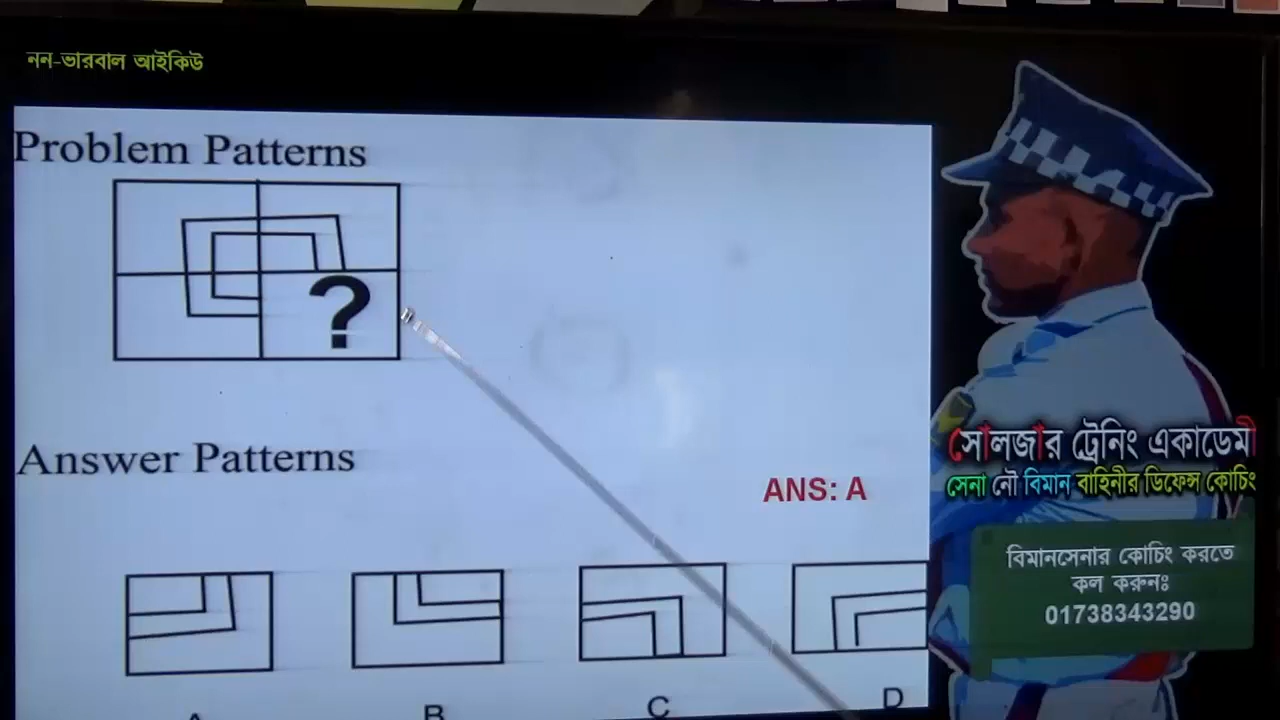 নন-ভারবাল আইকিউ
Problem Patterns
?
Answer Patterns
ANS: A
A
B
C
D
সোলজার ট্রেনিং একাডেমী
সেনা নৌ বিমান বাহিনীর ডিফেন্স কোচিং
বিমানসেনার কোচিং করতে
কল করুনঃ
01738343290